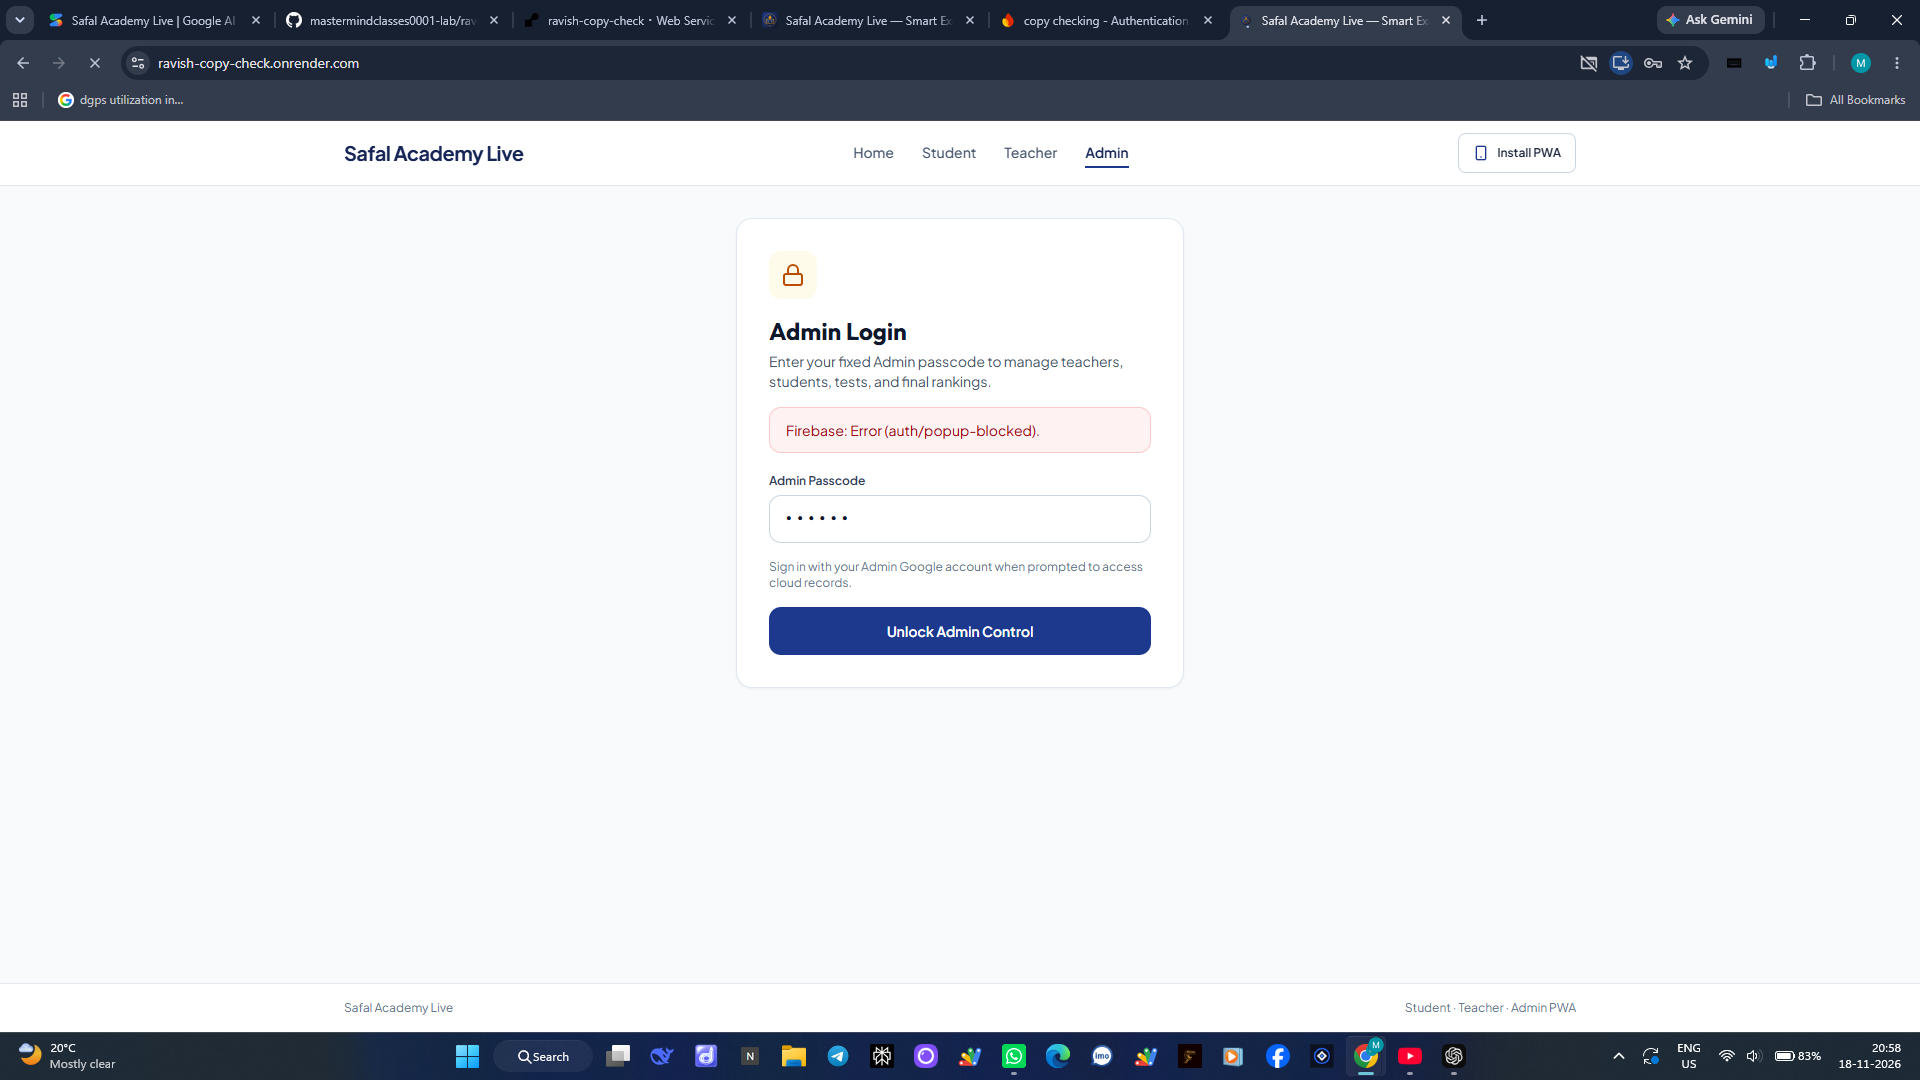 Safal Academy Live | Google AI
mastermindclasses0001-lab/rav
ravish-copy-check · Web Servic
Safal Academy Live — Smart Ex
copy checking - Authentication
Safal Academy Live — Smart Ex
Ask Gemini
ravish-copy-check.onrender.com
M
dgps utilization in...
All Bookmarks
Safal Academy Live
Home
Student
Teacher
Admin
Install PWA
Admin Login
Enter your fixed Admin passcode to manage teachers,
students, tests, and final rankings.
Firebase: Error (auth/popup-blocked).
Admin Passcode
Sign in with your Admin Google account when prompted to access
cloud records.
Unlock Admin Control
Safal Academy Live
Student · Teacher · Admin PWA
20°C
Mostly clear
Search
N
imo
M
ENG
US
83%
20:58
18-11-2026